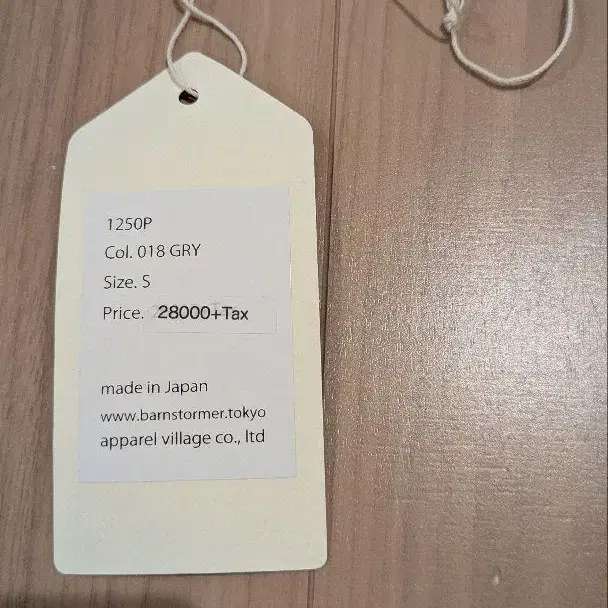 1250P
Col. 018 GRY
Size. S
Price. 28000+Tax
made in Japan
www.barnstormer.tokyo
apparel village co., ltd